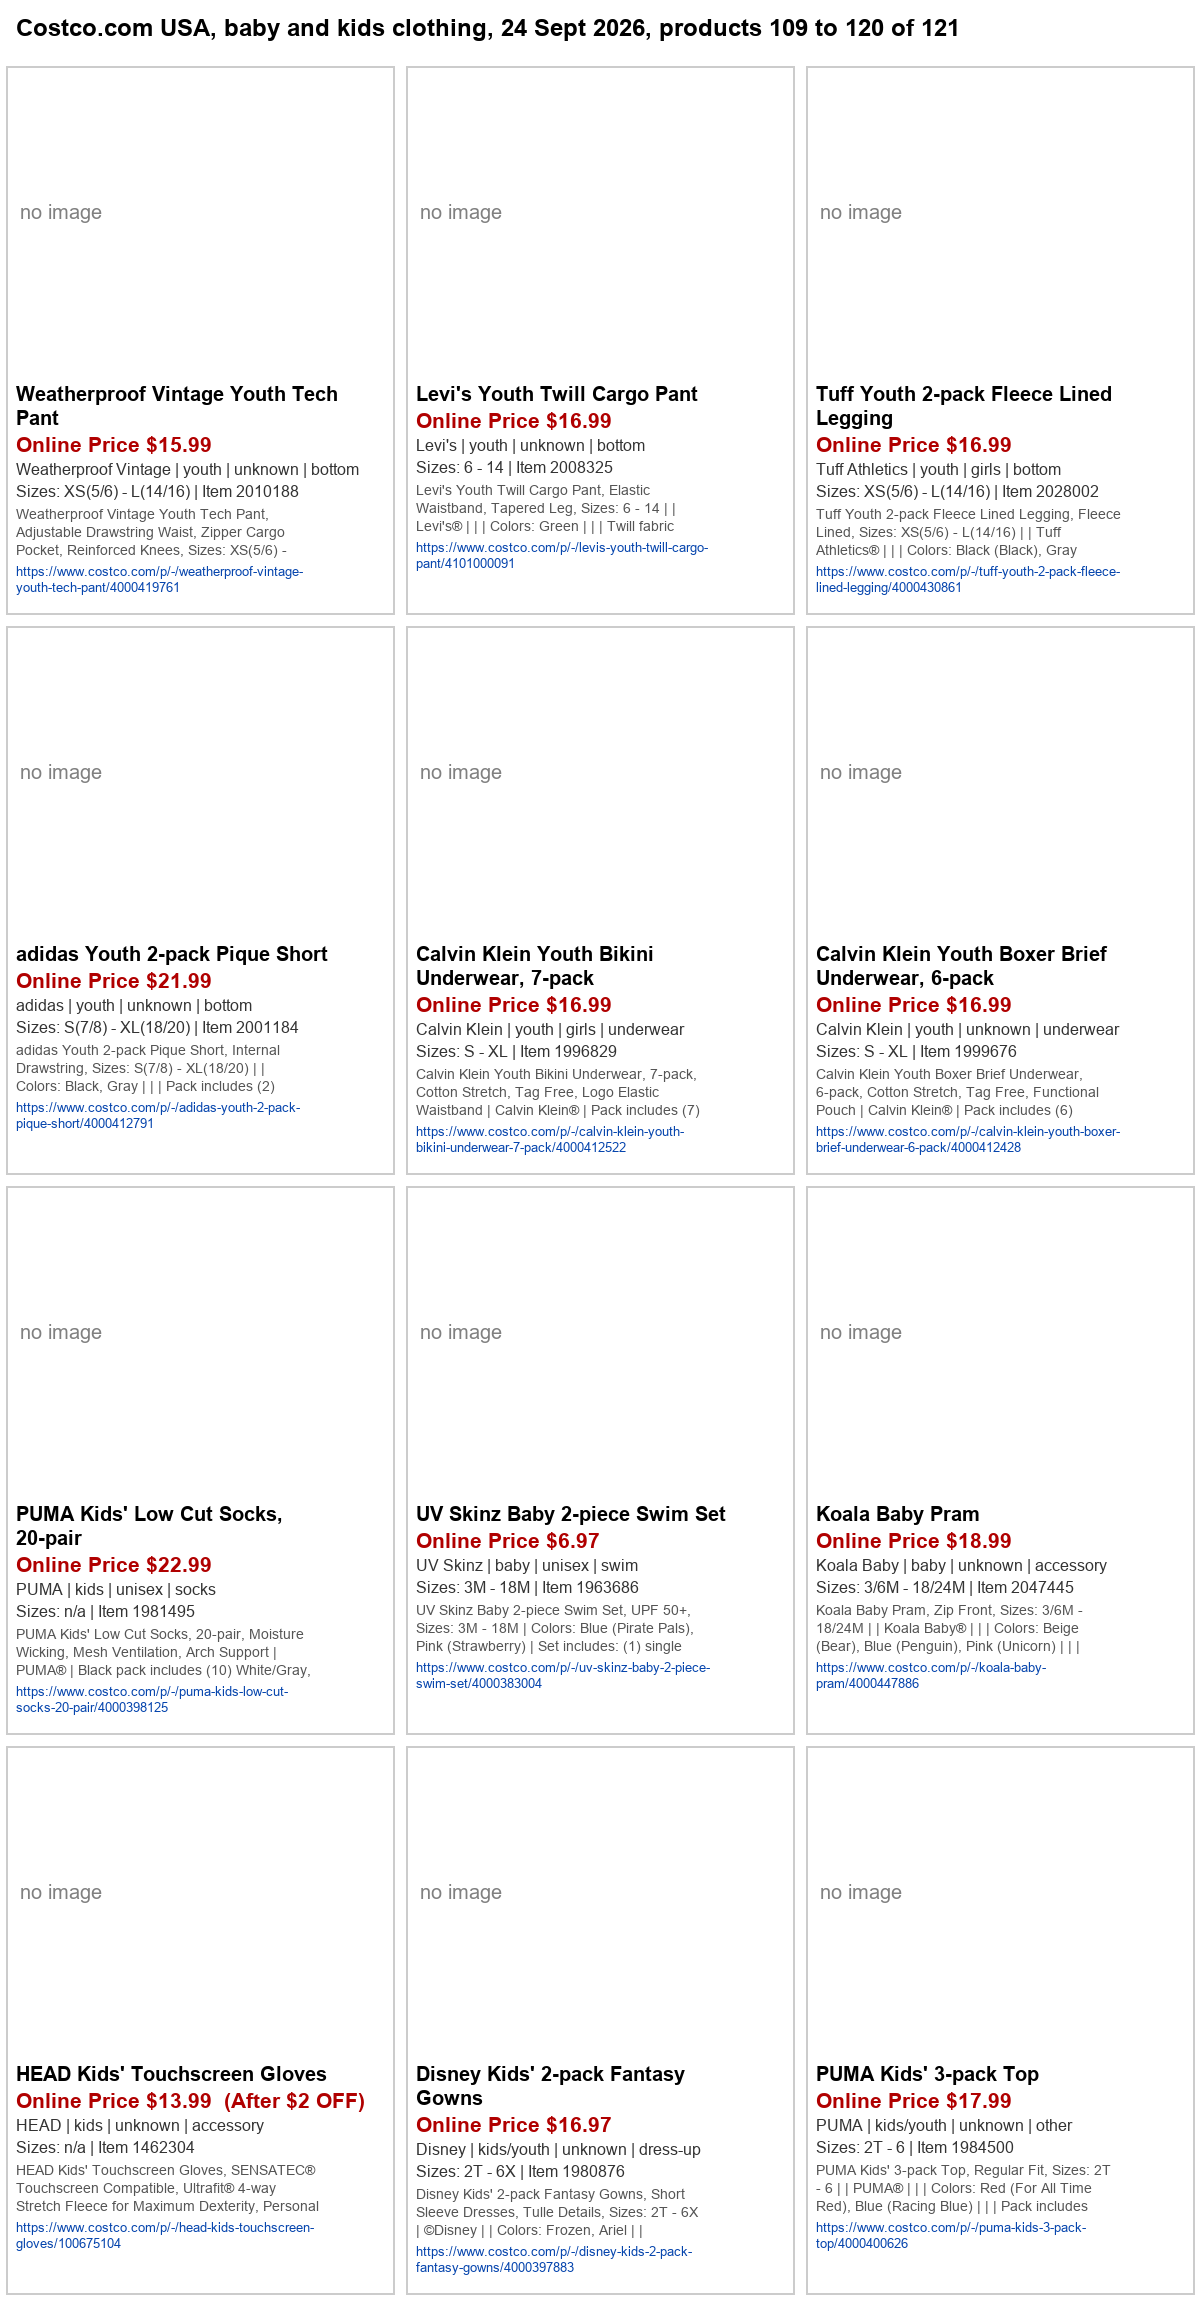 Costco.com USA, baby and kids clothing, 24 Sept 2026, products 109 to 120 of 121
no image
Weatherproof Vintage Youth Tech
Pant
Online Price $15.99
Weatherproof Vintage | youth | unknown | bottom
Sizes: XS(5/6) - L(14/16) | Item 2010188
Weatherproof Vintage Youth Tech Pant,
Adjustable Drawstring Waist, Zipper Cargo
Pocket, Reinforced Knees, Sizes: XS(5/6) -
https://www.costco.com/p/-/weatherproof-vintage-
youth-tech-pant/4000419761
no image
Levi's Youth Twill Cargo Pant
Online Price $16.99
Levi's | youth | unknown | bottom
Sizes: 6 - 14 | Item 2008325
Levi's Youth Twill Cargo Pant, Elastic
Waistband, Tapered Leg, Sizes: 6 - 14 | |
Levi's® | | | Colors: Green | | | Twill fabric
https://www.costco.com/p/-/levis-youth-twill-cargo-
pant/4101000091
no image
Tuff Youth 2-pack Fleece Lined
Legging
Online Price $16.99
Tuff Athletics | youth | girls | bottom
Sizes: XS(5/6) - L(14/16) | Item 2028002
Tuff Youth 2-pack Fleece Lined Legging, Fleece
Lined, Sizes: XS(5/6) - L(14/16) | | Tuff
Athletics® | | | Colors: Black (Black), Gray
https://www.costco.com/p/-/tuff-youth-2-pack-fleece-
lined-legging/4000430861
no image
adidas Youth 2-pack Pique Short
Online Price $21.99
adidas | youth | unknown | bottom
Sizes: S(7/8) - XL(18/20) | Item 2001184
adidas Youth 2-pack Pique Short, Internal
Drawstring, Sizes: S(7/8) - XL(18/20) | |
Colors: Black, Gray | | | Pack includes (2)
https://www.costco.com/p/-/adidas-youth-2-pack-
pique-short/4000412791
no image
Calvin Klein Youth Bikini
Underwear, 7-pack
Online Price $16.99
Calvin Klein | youth | girls | underwear
Sizes: S - XL | Item 1996829
Calvin Klein Youth Bikini Underwear, 7-pack,
Cotton Stretch, Tag Free, Logo Elastic
Waistband | Calvin Klein® | Pack includes (7)
https://www.costco.com/p/-/calvin-klein-youth-
bikini-underwear-7-pack/4000412522
no image
Calvin Klein Youth Boxer Brief
Underwear, 6-pack
Online Price $16.99
Calvin Klein | youth | unknown | underwear
Sizes: S - XL | Item 1999676
Calvin Klein Youth Boxer Brief Underwear,
6-pack, Cotton Stretch, Tag Free, Functional
Pouch | Calvin Klein® | Pack includes (6)
https://www.costco.com/p/-/calvin-klein-youth-boxer-
brief-underwear-6-pack/4000412428
no image
PUMA Kids' Low Cut Socks,
20-pair
Online Price $22.99
PUMA | kids | unisex | socks
Sizes: n/a | Item 1981495
PUMA Kids' Low Cut Socks, 20-pair, Moisture
Wicking, Mesh Ventilation, Arch Support |
PUMA® | Black pack includes (10) White/Gray,
https://www.costco.com/p/-/puma-kids-low-cut-
socks-20-pair/4000398125
no image
UV Skinz Baby 2-piece Swim Set
Online Price $6.97
UV Skinz | baby | unisex | swim
Sizes: 3M - 18M | Item 1963686
UV Skinz Baby 2-piece Swim Set, UPF 50+,
Sizes: 3M - 18M | Colors: Blue (Pirate Pals),
Pink (Strawberry) | Set includes: (1) single
https://www.costco.com/p/-/uv-skinz-baby-2-piece-
swim-set/4000383004
no image
Koala Baby Pram
Online Price $18.99
Koala Baby | baby | unknown | accessory
Sizes: 3/6M - 18/24M | Item 2047445
Koala Baby Pram, Zip Front, Sizes: 3/6M -
18/24M | | Koala Baby® | | | Colors: Beige
(Bear), Blue (Penguin), Pink (Unicorn) | | |
https://www.costco.com/p/-/koala-baby-
pram/4000447886
no image
HEAD Kids' Touchscreen Gloves
Online Price $13.99 (After $2 OFF)
HEAD | kids | unknown | accessory
Sizes: n/a | Item 1462304
HEAD Kids' Touchscreen Gloves, SENSATEC®
Touchscreen Compatible, Ultrafit® 4-way
Stretch Fleece for Maximum Dexterity, Personal
https://www.costco.com/p/-/head-kids-touchscreen-
gloves/100675104
no image
Disney Kids' 2-pack Fantasy
Gowns
Online Price $16.97
Disney | kids/youth | unknown | dress-up
Sizes: 2T - 6X | Item 1980876
Disney Kids' 2-pack Fantasy Gowns, Short
Sleeve Dresses, Tulle Details, Sizes: 2T - 6X
| ©Disney | | Colors: Frozen, Ariel | |
https://www.costco.com/p/-/disney-kids-2-pack-
fantasy-gowns/4000397883
no image
PUMA Kids' 3-pack Top
Online Price $17.99
PUMA | kids/youth | unknown | other
Sizes: 2T - 6 | Item 1984500
PUMA Kids' 3-pack Top, Regular Fit, Sizes: 2T
- 6 | | PUMA® | | | Colors: Red (For All Time
Red), Blue (Racing Blue) | | | Pack includes
https://www.costco.com/p/-/puma-kids-3-pack-
top/4000400626